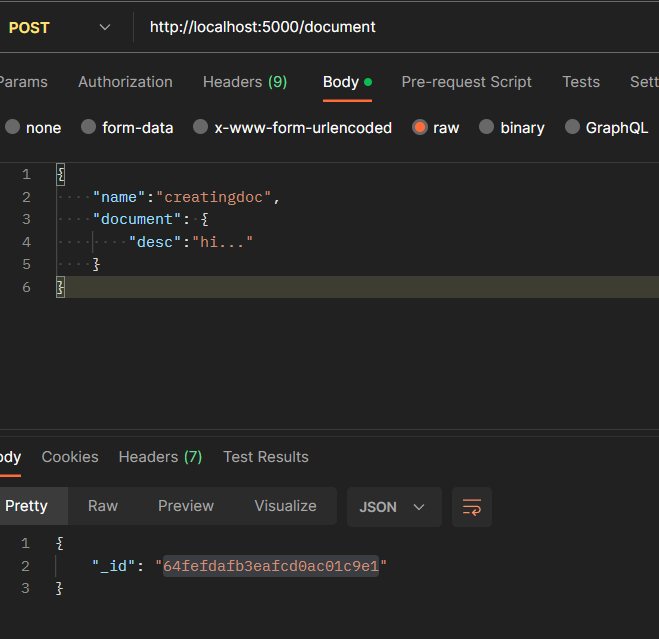 POST http://localhost:5000/document
Params Authorization Headers (9) Body Pre-request Script Tests Sett
none form-data x-www-form-urlencoded raw binary GraphQL
1 {
2 "name":"creatingdoc",
3 "document": {
4 "desc":"hi..."
5 }
6 }
ody Cookies Headers (7) Test Results
Pretty Raw Preview Visualize JSON
1 {
2 "_id": "64fefdafb3eafcd0ac01c9e1"
3 }